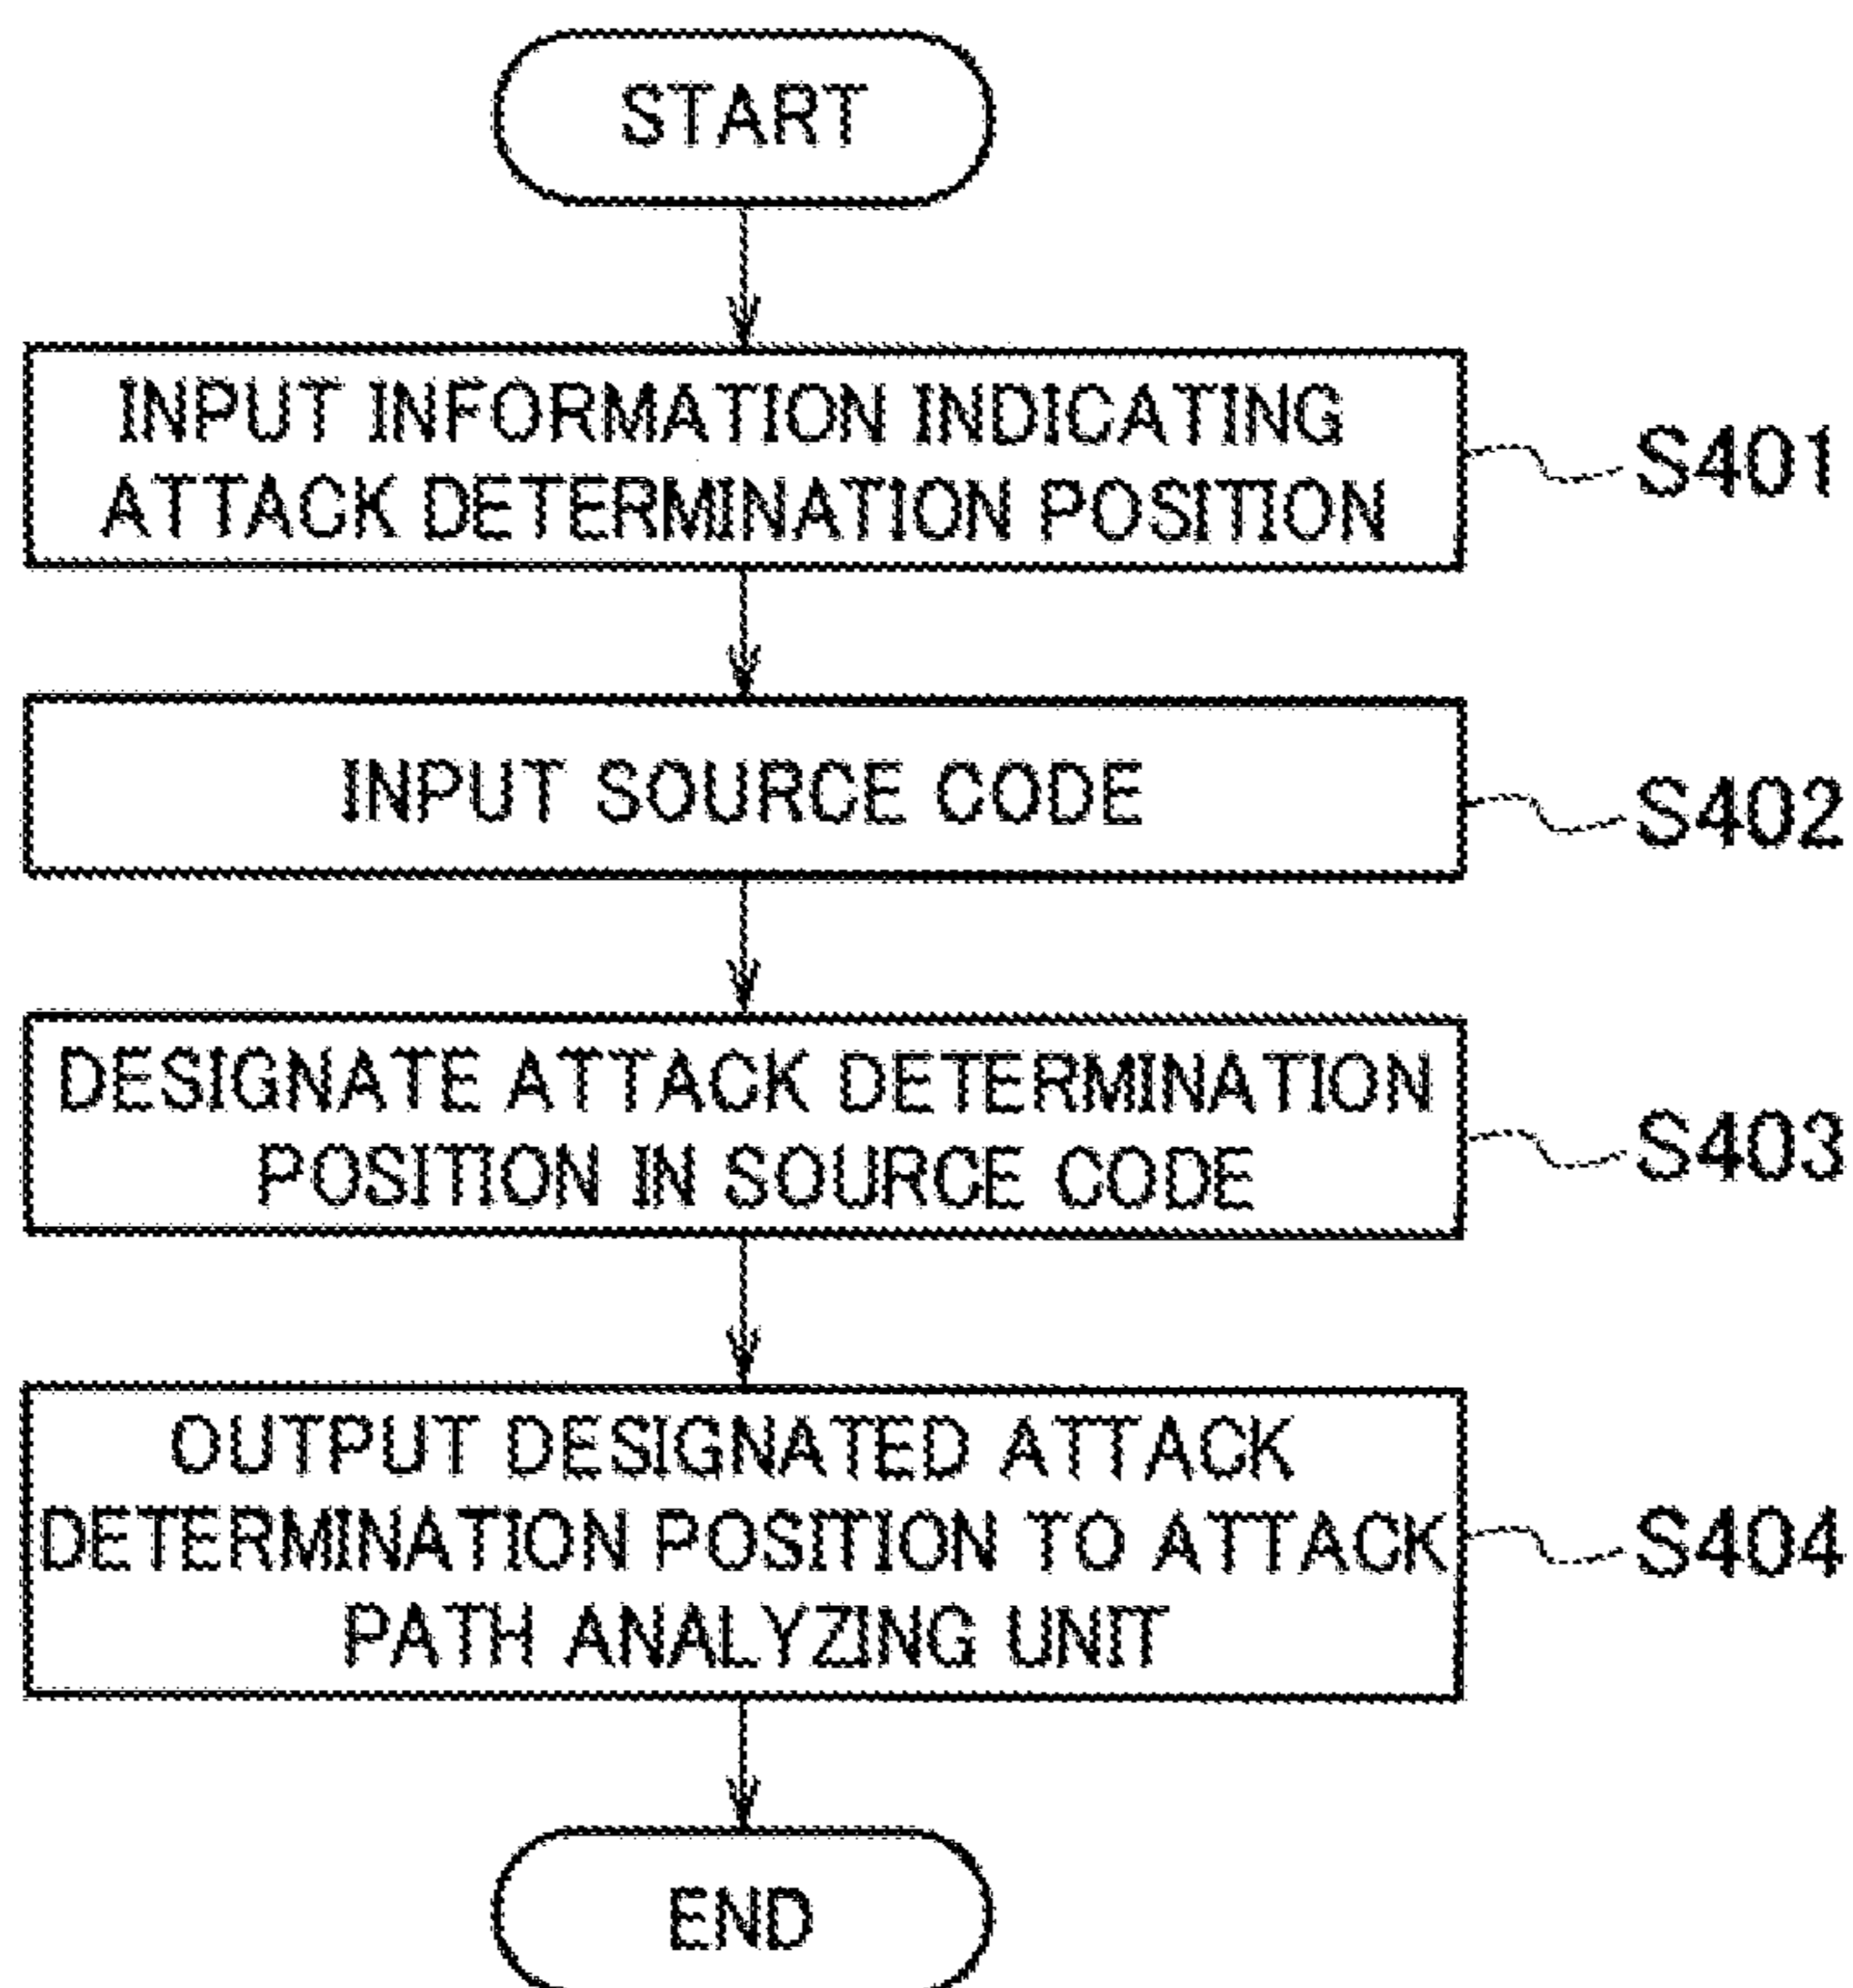 START
INPUT INFORMATION INDICATING
ATTACK DETERMINATION POSITION
S401
INPUT SOURCE CODE
S402
DESIGNATE ATTACK DETERMINATION
POSITION IN SOURCE CODE
S403
OUTPUT DESIGNATED ATTACK
DETERMINATION POSITION TO ATTACK
PATH ANALYZING UNIT
S404
END